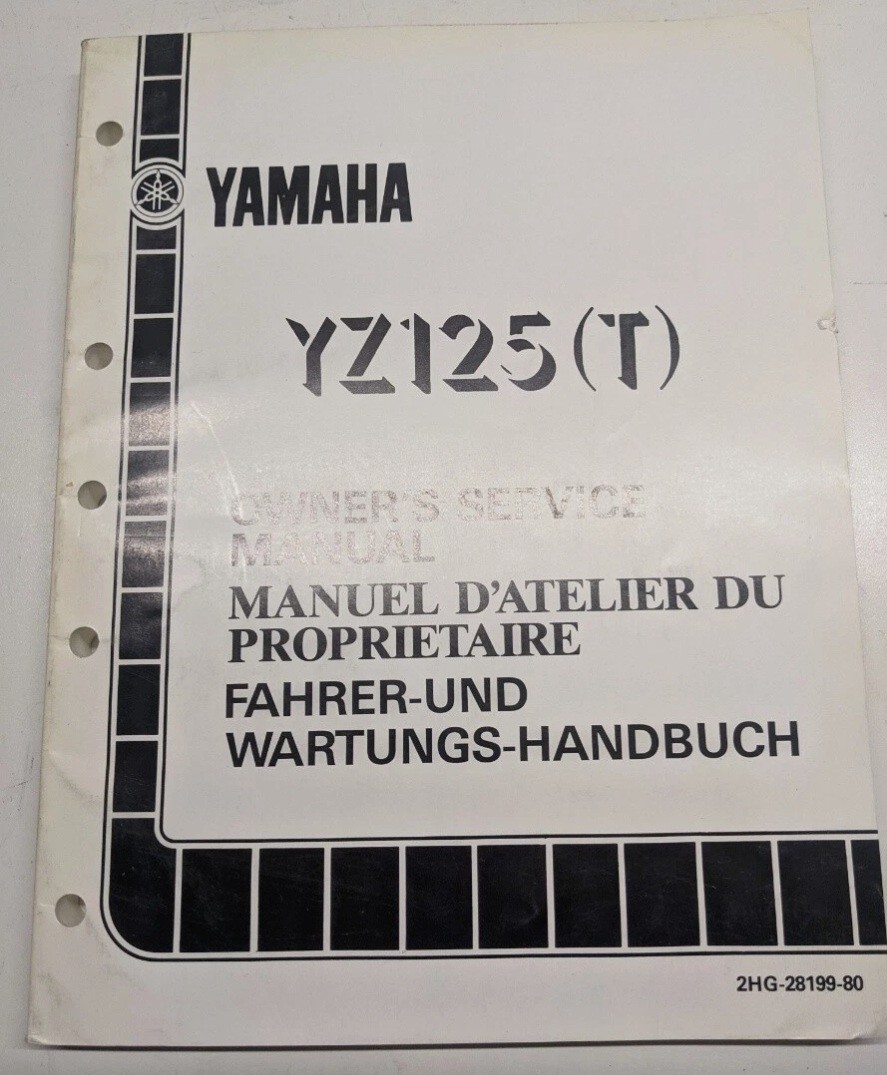 YAMAHA
YZ125(T)
OWNER'S SERVICE
MANUAL
MANUEL D'ATELIER DU
PROPRIETAIRE
FAHRER-UND
WARTUNGS-HANDBUCH
2HG-28199-80